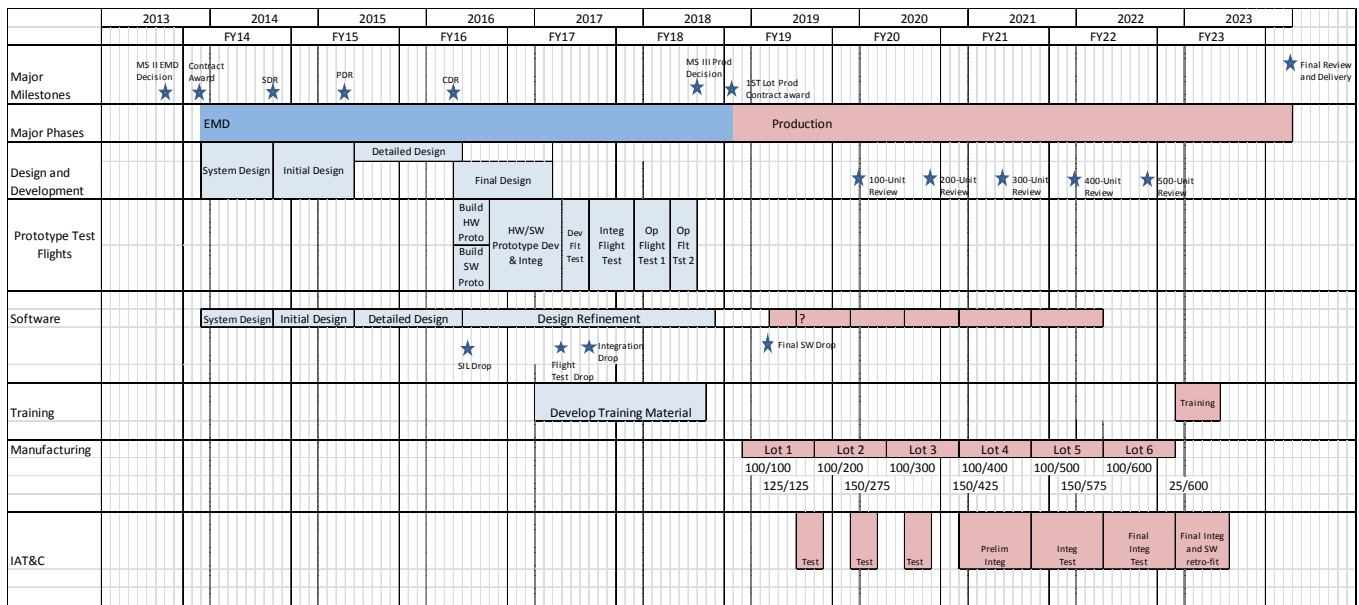 2013 2014 2015 2016 2017 2018 2019 2020 2021 2022 2023
FY14 FY15 FY16 FY17 FY18 FY19 FY20 FY21 FY22 FY23
Major
Milestones
MS II EMD
Decision
Contract
Award
SDR
PDR
CDR
MS III Prod
Decision
1ST Lot Prod
Contract award
Final Review
and Delivery
Major Phases
EMD
Production
Design and
Development
System Design
Initial Design
Detailed Design
Final Design
100-Unit
Review
200-Unit
Review
300-Unit
Review
400-Unit
Review
500-Unit
Review
Prototype Test
Flights
Build
HW
Proto
Build
SW
Proto
HW/SW
Prototype Dev
& Integ
Dev
Flt
Test
Integ
Flight
Test
Op
Flight
Test 1
Op
Flt
Tst 2
Software
System Design
Initial Design
Detailed Design
Design Refinement
?
SIL Drop
Flight
Test Drop
Integration
Drop
Final SW Drop
Training
Develop Training Material
Training
Manufacturing
Lot 1 Lot 2 Lot 3 Lot 4 Lot 5 Lot 6
100/100 100/200 100/300 100/400 100/500 100/600
125/125 150/275 150/425 150/575 25/600
IAT&C
Test
Test
Test
Prelim
Integ
Integ
Test
Final
Integ
Test
Final Integ
and SW
retro-fit